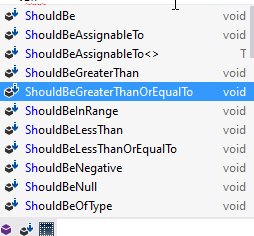 ShouldBe void
ShouldBeAssignableTo void
ShouldBeAssignableTo<> T
ShouldBeGreaterThan void
ShouldBeGreaterThanOrEqualTo void
ShouldBeInRange void
ShouldBeLessThan void
ShouldBeLessThanOrEqualTo void
ShouldBeNegative void
ShouldBeNull void
ShouldBeOfType void